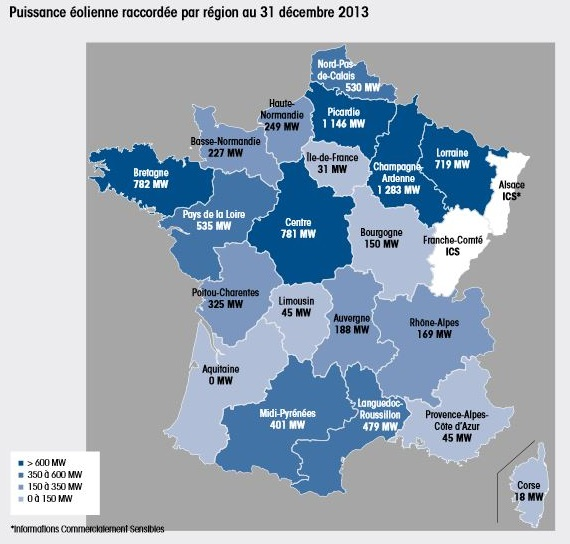 Puissance éolienne raccordée par région au 31 décembre 2013
Nord-Pas-
de-Calais
530 MW
Haute-
Normandie
249 MW
Picardie
1 146 MW
Basse-Normandie
227 MW
Île-de-France
31 MW
Champagne
Ardenne
1 283 MW
Lorraine
719 MW
Alsace
ICS*
Bretagne
782 MW
Pays de la Loire
535 MW
Centre
781 MW
Bourgogne
150 MW
Franche-Comté
ICS
Poitou-Charentes
325 MW
Limousin
45 MW
Auvergne
188 MW
Rhône-Alpes
169 MW
Aquitaine
0 MW
Midi-Pyrénées
401 MW
Languedoc-
Roussillon
479 MW
Provence-Alpes-
Côte d'Azur
45 MW
Corse
18 MW
> 600 MW
350 à 600 MW
150 à 350 MW
0 à 150 MW
*Informations Commercialement Sensibles